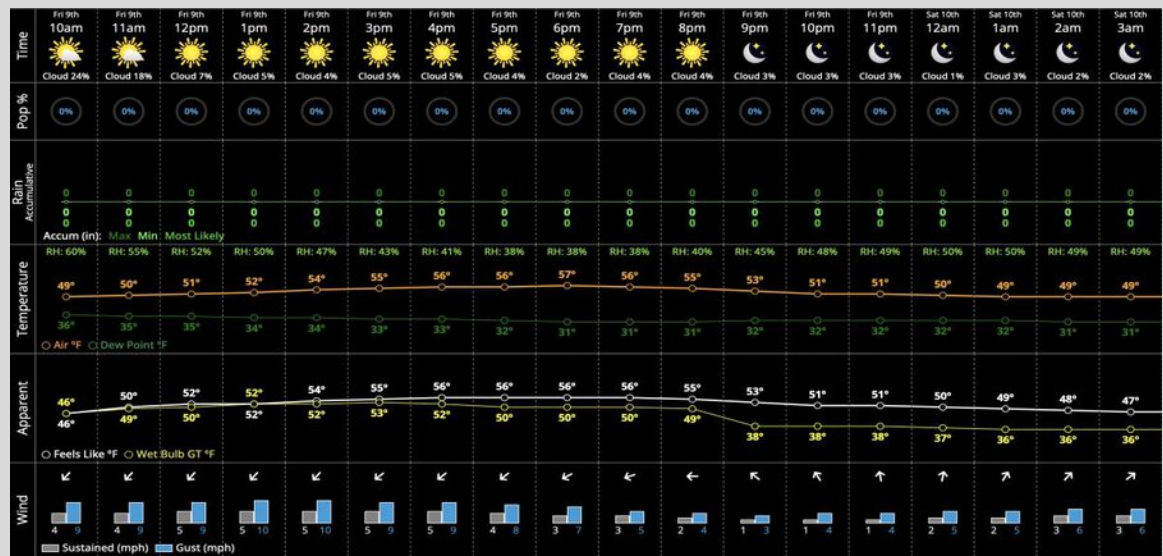 Time
Fri 9th Fri 9th Fri 9th Fri 9th Fri 9th Fri 9th Fri 9th Fri 9th Fri 9th Fri 9th Fri 9th Fri 9th Fri 9th Fri 9th Sat 10th Sat 10th Sat 10th Sat 10th
10am 11am 12pm 1pm 2pm 3pm 4pm 5pm 6pm 7pm 8pm 9pm 10pm 11pm 12am 1am 2am 3am
Cloud 24% Cloud 18% Cloud 7% Cloud 5% Cloud 4% Cloud 5% Cloud 5% Cloud 4% Cloud 2% Cloud 4% Cloud 4% Cloud 3% Cloud 3% Cloud 3% Cloud 1% Cloud 3% Cloud 2% Cloud 2%
Pop %
0% 0% 0% 0% 0% 0% 0% 0% 0% 0% 0% 0% 0% 0% 0% 0% 0% 0%
Rain
Accumulative
0 0 0 0 0 0 0 0 0 0 0 0 0 0 0 0 0 0
0 0 0 0 0 0 0 0 0 0 0 0 0 0 0 0 0 0
0 0 0 0 0 0 0 0 0 0 0 0 0 0 0 0 0 0
Accum (in): Max Min Most Likely
Temperature
RH: 60% RH: 55% RH: 52% RH: 50% RH: 47% RH: 43% RH: 41% RH: 38% RH: 38% RH: 38% RH: 40% RH: 45% RH: 48% RH: 49% RH: 50% RH: 50% RH: 49% RH: 49%
49° 50° 51° 52° 54° 55° 56° 56° 57° 56° 55° 53° 51° 51° 50° 49° 49° 49°
36° 35° 35° 34° 34° 33° 33° 32° 31° 31° 31° 32° 32° 32° 32° 32° 31° 31°
Air °F Dew Point °F
Apparent
46° 50° 52° 52° 54° 55° 56° 56° 56° 56° 55° 53° 51° 51° 50° 49° 48° 47°
46° 49° 50° 52° 52° 53° 52° 50° 50° 50° 49° 38° 38° 38° 37° 36° 36° 36°
Feels Like °F Wet Bulb GT °F
Wind
4 9 4 9 5 9 5 10 5 10 5 9 5 9 4 8 3 7 3 5 2 4 1 3 1 4 1 4 2 5 2 5 3 6 3 6
Sustained (mph) Gust (mph)